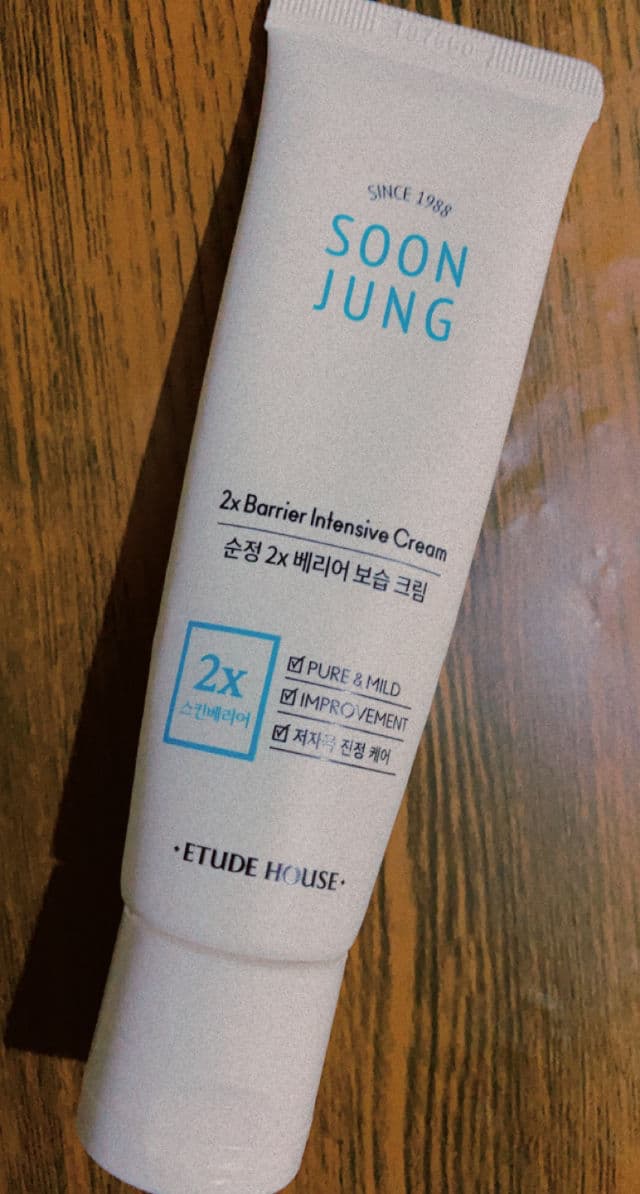 SINCE 1988
SOON
JUNG
2x Barrier Intensive Cream
순정 2x 베리어 보습 크림
2x
스킨베리어
PURE & MILD
IMPROVEMENT
저자극 진정 케어
·ETUDE HOUSE·